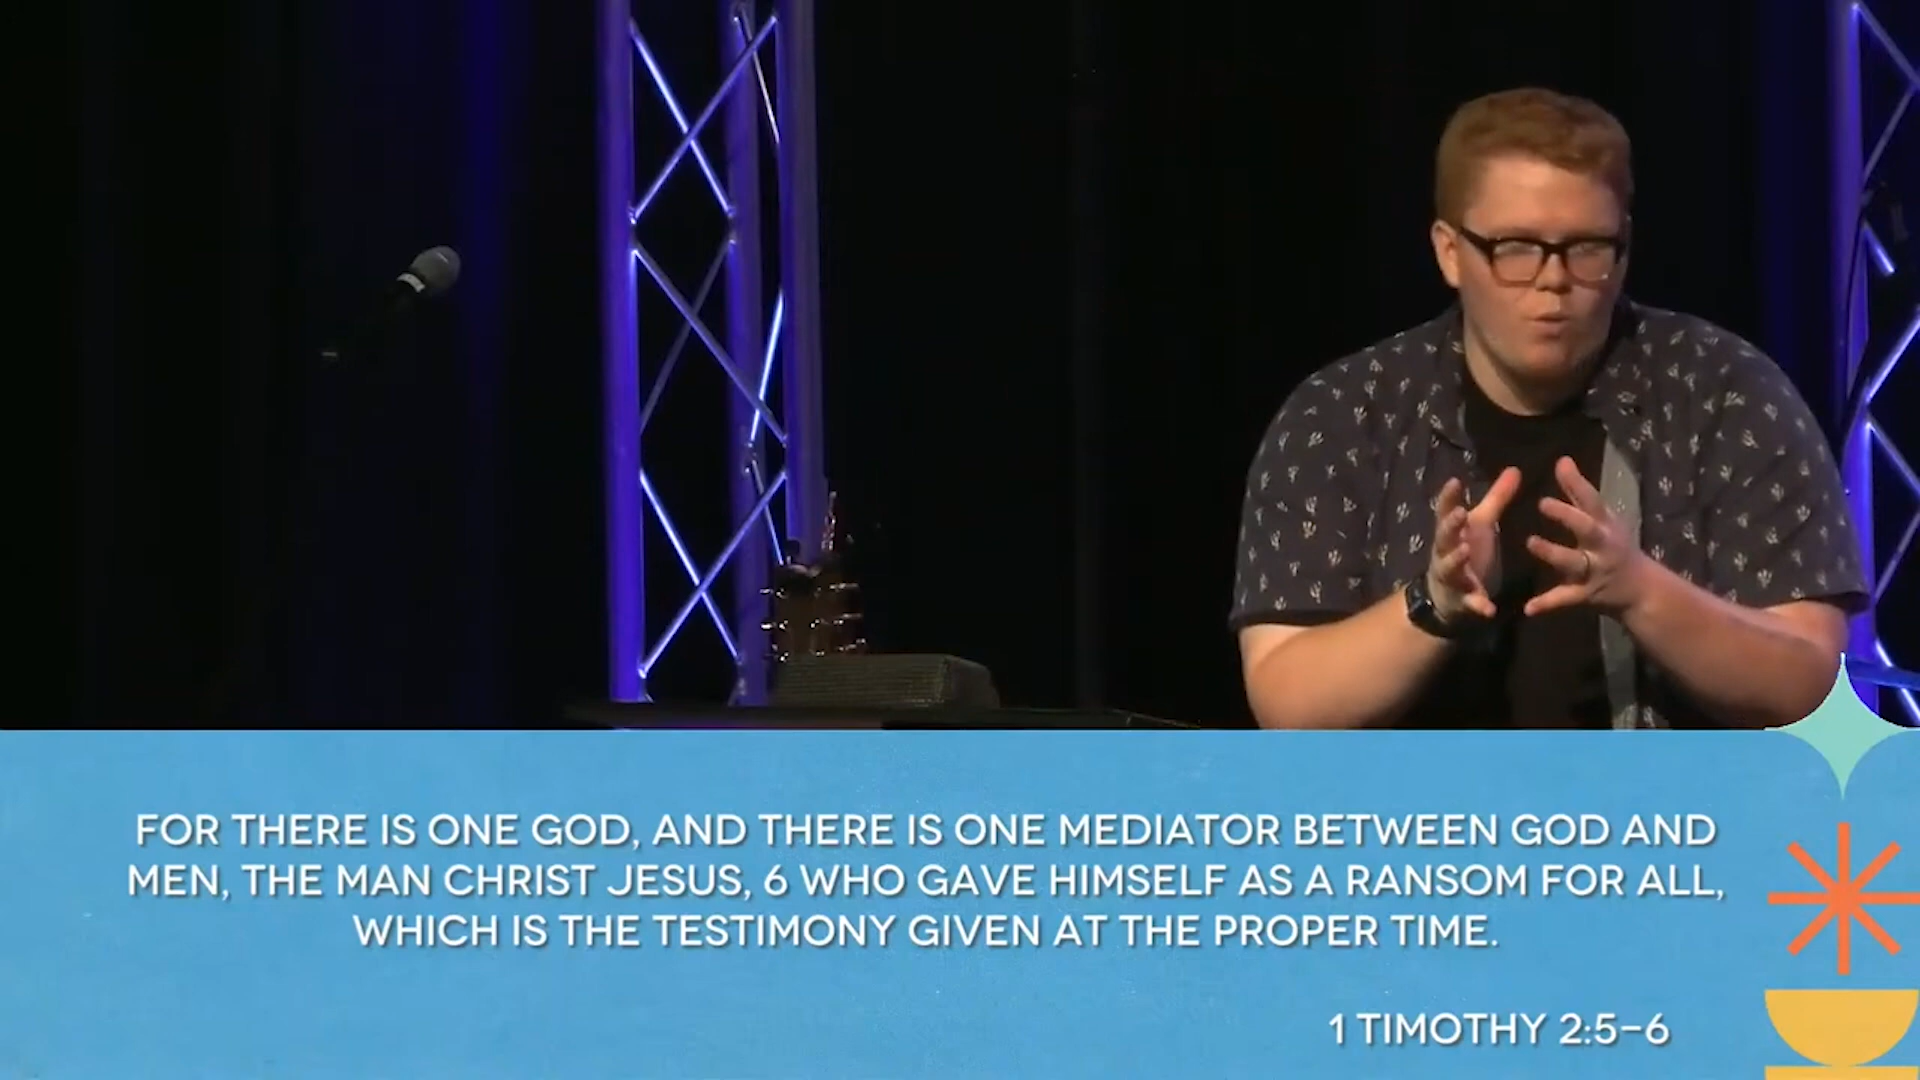 FOR THERE IS ONE GOD, AND THERE IS ONE MEDIATOR BETWEEN GOD AND
MEN, THE MAN CHRIST JESUS, 6 WHO GAVE HIMSELF AS A RANSOM FOR ALL,
WHICH IS THE TESTIMONY GIVEN AT THE PROPER TIME.
1 TIMOTHY 2:5–6